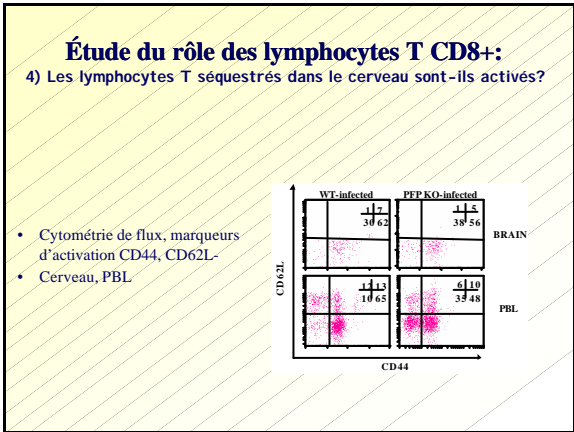 Étude du rôle des lymphocytes T CD8+:
4) Les lymphocytes T séquestrés dans le cerveau sont-ils activés?
• Cytométrie de flux, marqueurs
d'activation CD44, CD62L-
• Cerveau, PBL
WT-infected PFP KO-infected
1 7 1 5
30 62 38 56
BRAIN
CD62L
12 13 6 10
10 65 35 48
PBL
CD44